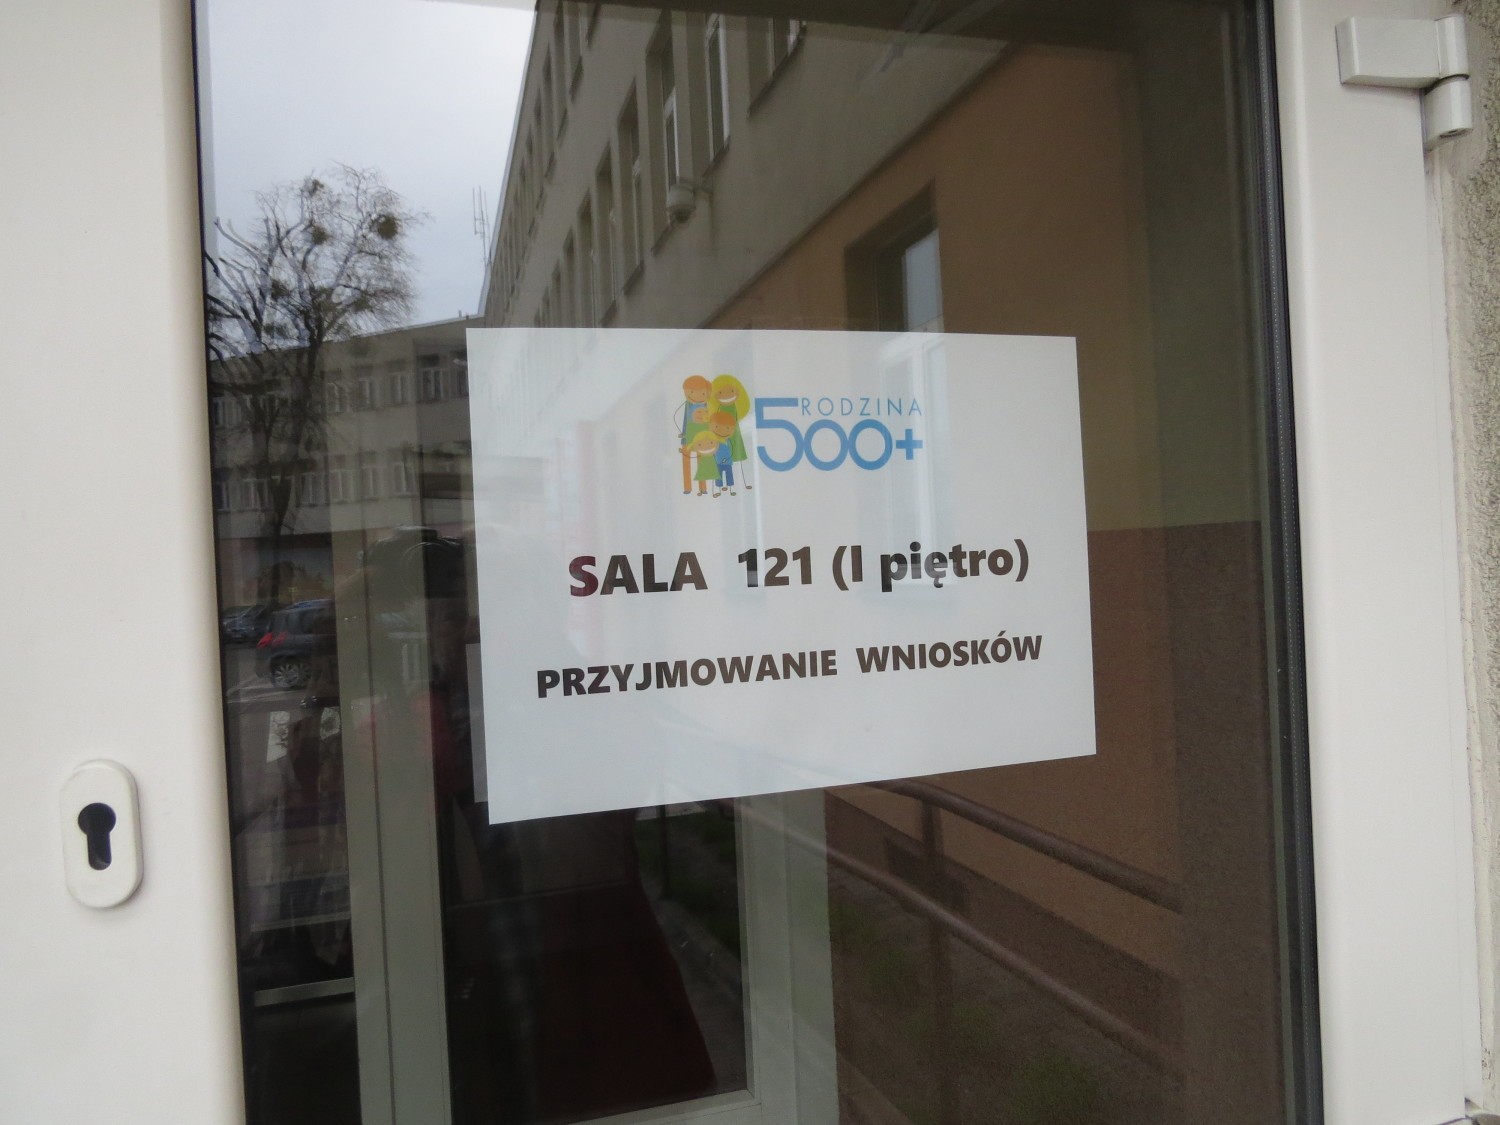 RODZINA
500+
SALA 121 (I piętro)
PRZYJMOWANIE WNIOSKÓW